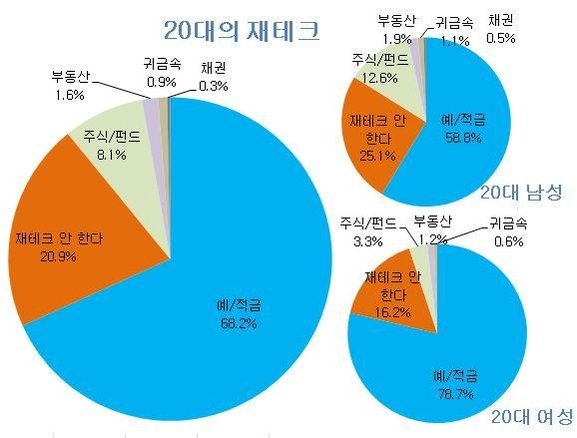 20대의 재테크
부동산
1.6%
귀금속
0.9%
채권
0.3%
주식/펀드
8.1%
재테크 안 한다
20.9%
예/적금
68.2%
부동산
1.9%
귀금속
1.1%
채권
0.5%
주식/펀드
12.6%
재테크 안
한다
25.1%
예/적금
58.8%
20대 남성
주식/펀드
3.3%
부동산
1.2%
귀금속
0.6%
재테크 안
한다
16.2%
예/적금
78.7%
20대 여성